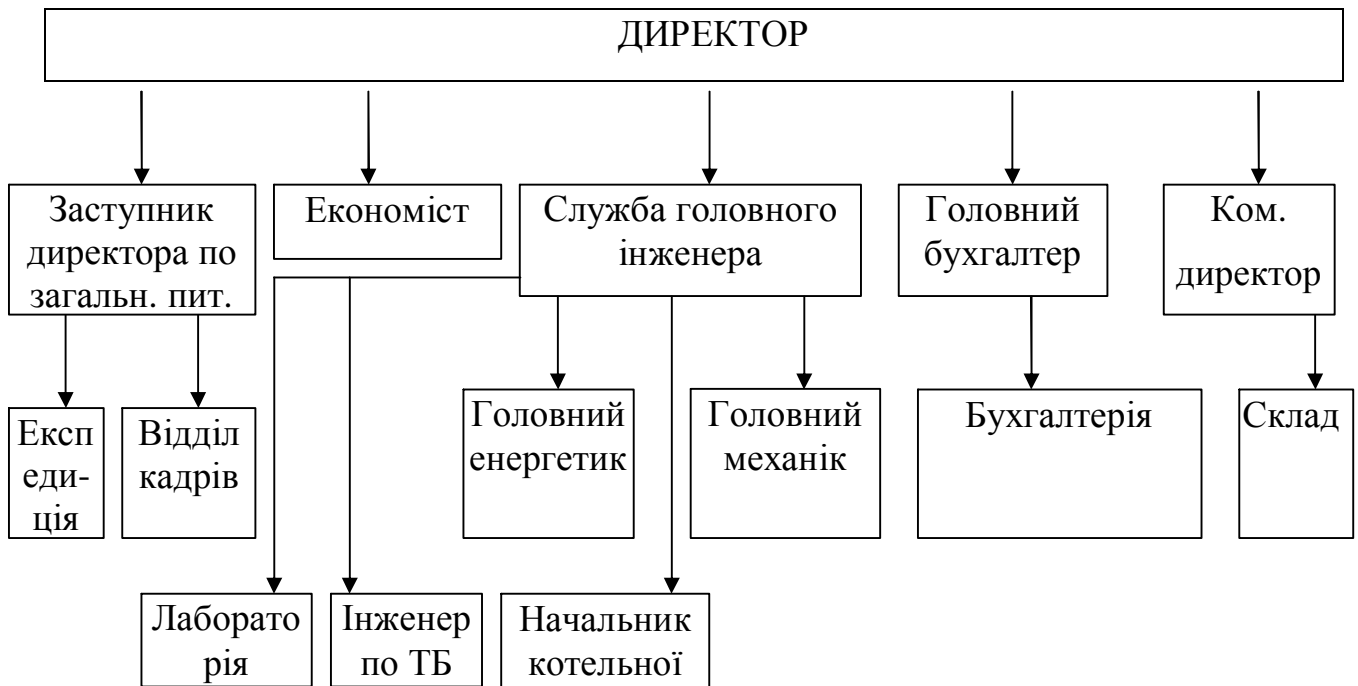 ДИРЕКТОР
Заступник
директора по
загальн. пит.
Економіст
Служба головного
інженера
Головний
бухгалтер
Ком.
директор
Експ
еди-
ція
Відділ
кадрів
Головний
енергетик
Головний
механік
Бухгалтерія
Склад
Лаборато
рія
Інженер
по ТБ
Начальник
котельної